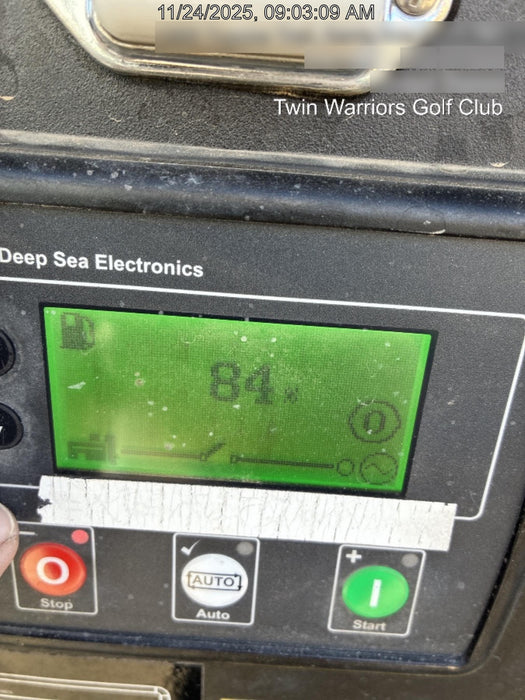 11/24/2025, 09:03:09 AM
Twin Warriors Golf Club
Deep Sea Electronics
84%
0
O
Stop
AUTO
Auto
I
Start